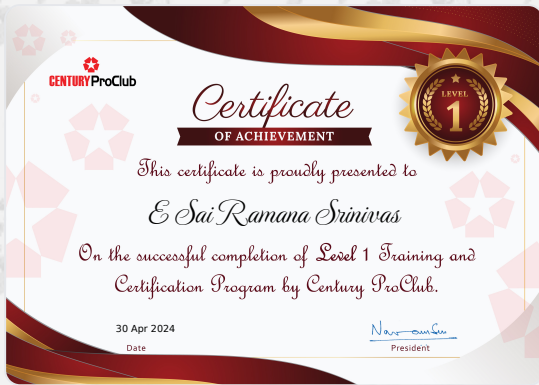 CENTURY ProClub
Certificate
OF ACHIEVEMENT
LEVEL
1
This certificate is proudly presented to
E Sai Ramana Srinivas
On the successful completion of Level 1 Training and
Certification Program by Century ProClub.
30 Apr 2024
Date
President